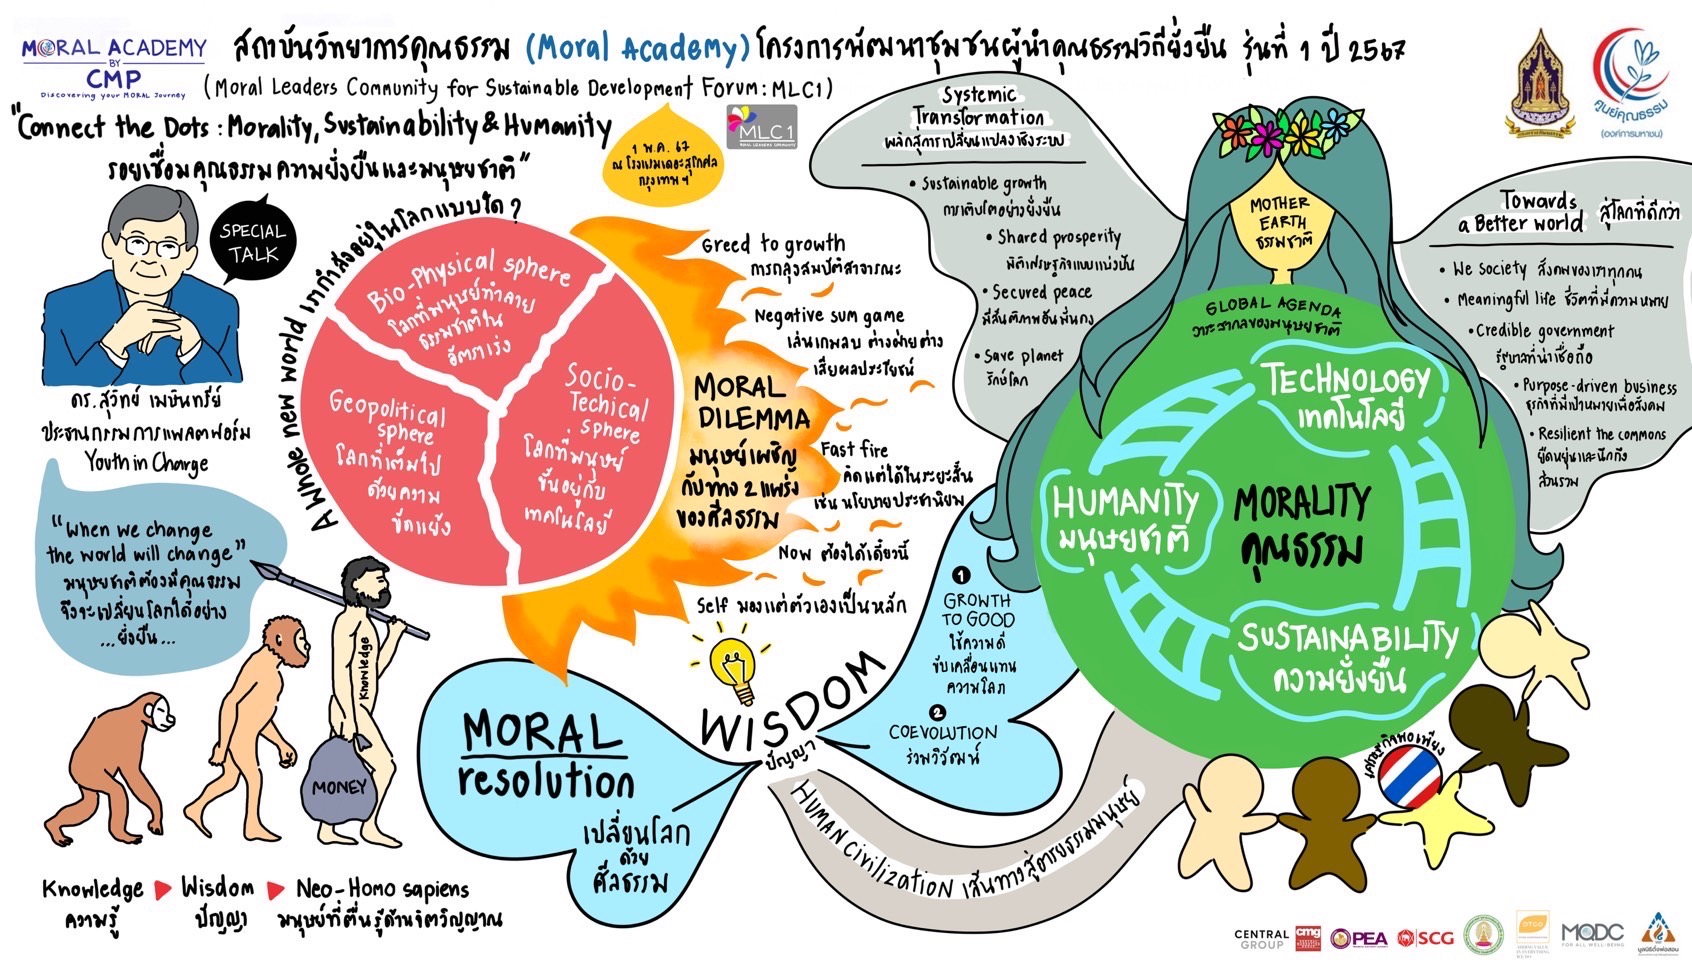 MORAL ACADEMY
BY
CMP
Discovering your MORAL Journey
สถาบันวิทยาการคุณธรรม (Moral Academy) โครงการพัฒนาชุมชนผู้นำคุณธรรมวิถียั่งยืน รุ่นที่ 1 ปี 2567
(Moral Leaders Community for Sustainable Development Forum: MLC1)
"Connect the Dots: Morality, Sustainability & Humanity
ร้อยเชื่อมคุณธรรม ความยั่งยืนและมนุษยชาติ"
1 พ.ค. 67
ณ โรงแรมเดอะสุโกศล
กรุงเทพฯ
MLC1
MORAL LEADERS COMMUNITY
ศูนย์คุณธรรม
(องค์การมหาชน)
SPECIAL
TALK
ดร.สุวิทย์ เมษินทรีย์
ประธานกรรมการแพลตฟอร์ม
Youth in Charge
"When we change
the world will change"
มนุษยชาติต้องมีคุณธรรม
จึงจะเปลี่ยนโลกได้อย่าง
...ยั่งยืน...
Knowledge
MONEY
Knowledge ▶ Wisdom ▶ Neo-Homo sapiens
ความรู้ ปัญญา มนุษย์ที่ตื่นรู้ด้านจิตวิญญาณ
A Whole new world เรากำลังอยู่ในโลกแบบใด?
Bio-Physical sphere
โลกที่มนุษย์ทำลาย
ธรรมชาติใน
อัตราเร่ง
Geopolitical
sphere
โลกที่เต็มไป
ด้วยความ
ขัดแย้ง
Socio-
Techical
sphere
โลกที่มนุษย์
ขึ้นอยู่กับ
เทคโนโลยี
MORAL
DILEMMA
มนุษย์เผชิญ
กับทาง 2 แพร่ง
ของศีลธรรม
Greed to growth
การถลุงสมบัติสาธารณะ
Negative sum game
เล่นเกมลบ ต่างฝ่ายต่าง
เสียผลประโยชน์
Fast fire
คิดแต่ได้ในระยะสั้น
เช่น นโยบายประชานิยม
Now ต้องได้เดี๋ยวนี้
Self มองแต่ตัวเองเป็นหลัก
MORAL
resolution
เปลี่ยนโลก
ด้วย
ศีลธรรม
WISDOM
ปัญญา
1
GROWTH
TO GOOD
ใช้ความดี
ขับเคลื่อนแทน
ความโลภ
2
COEVOLUTION
ร่วมวิวัฒน์
HUMAN Civilization เส้นทางสู่อารยธรรมมนุษย์
Systemic
Transformation
พลิกสู่การเปลี่ยนแปลงเชิงระบบ
• Sustainable growth
การเติบโตอย่างยั่งยืน
• Shared prosperity
มิติเศรษฐกิจแบบแบ่งปัน
• Secured peace
มีสันติภาพอันมั่นคง
• Save planet
รักษ์โลก
MOTHER
EARTH
ธรรมชาติ
GLOBAL AGENDA
วาระสากลของมนุษยชาติ
TECHNOLOGY
เทคโนโลยี
HUMANITY
มนุษยชาติ
MORALITY
คุณธรรม
SUSTAINABILITY
ความยั่งยืน
Towards
a Better world สู่โลกที่ดีกว่า
• We society สังคมของเราทุกคน
• Meaningful life ชีวิตที่มีความหมาย
• Credible government
รัฐบาลที่น่าเชื่อถือ
• Purpose-driven business
ธุรกิจที่มีเป้าหมายเพื่อสังคม
• Resilient the commons
ยืดหยุ่นและนึกถึง
ส่วนรวม
เศรษฐกิจพอเพียง
CENTRAL
GROUP
cmg
PEA
SCG
DTGO
MQDC
FOR ALL WELL-BEING